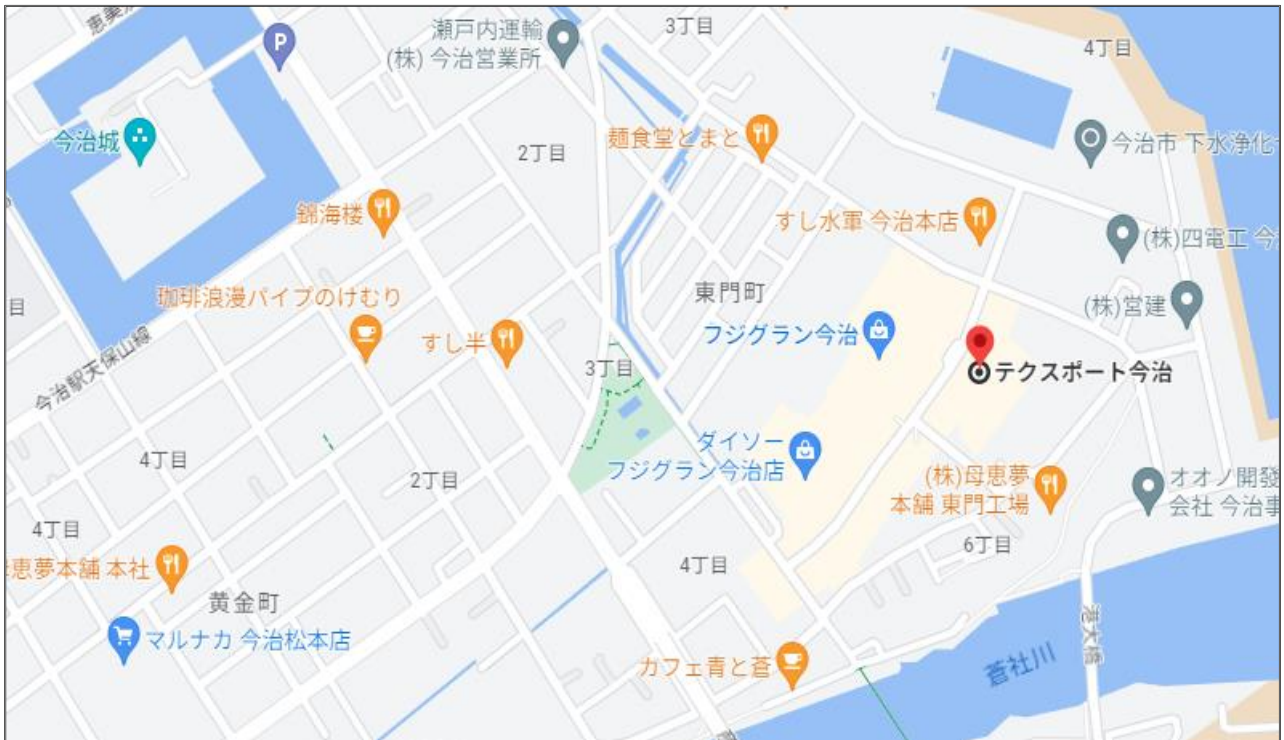 恵美
P
瀬戸内運輸
(株) 今治営業所
3丁目
4丁目
今治城
2丁目
麺食堂とまと
今治市 下水浄化
錦海楼
すし水軍 今治本店
(株)四電工 今
目
珈琲浪漫パイプのけむり
東門町
(株)営建
フジグラン今治
すし半
今治駅天保山線
3丁目
テクスポート今治
ダイソー
フジグラン今治店
4丁目
2丁目
(株)母恵夢
本舗 東門工場
オオノ開發
会社 今治事
4丁目
6丁目
恵夢本舗 本社
4丁目
黄金町
マルナカ 今治松本店
港大橋
カフェ青と蒼
蒼社川